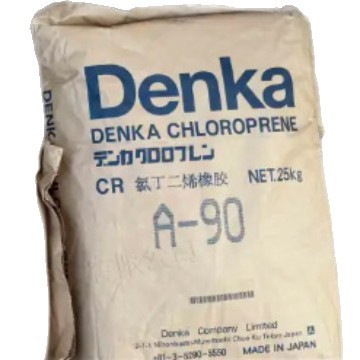 Denka
DENKA CHLOROPRENE
デンカクロロプレン
CR 氯丁二烯橡胶 NET.25kg
A-90
Denka Company Limited
MADE IN JAPAN
DENK